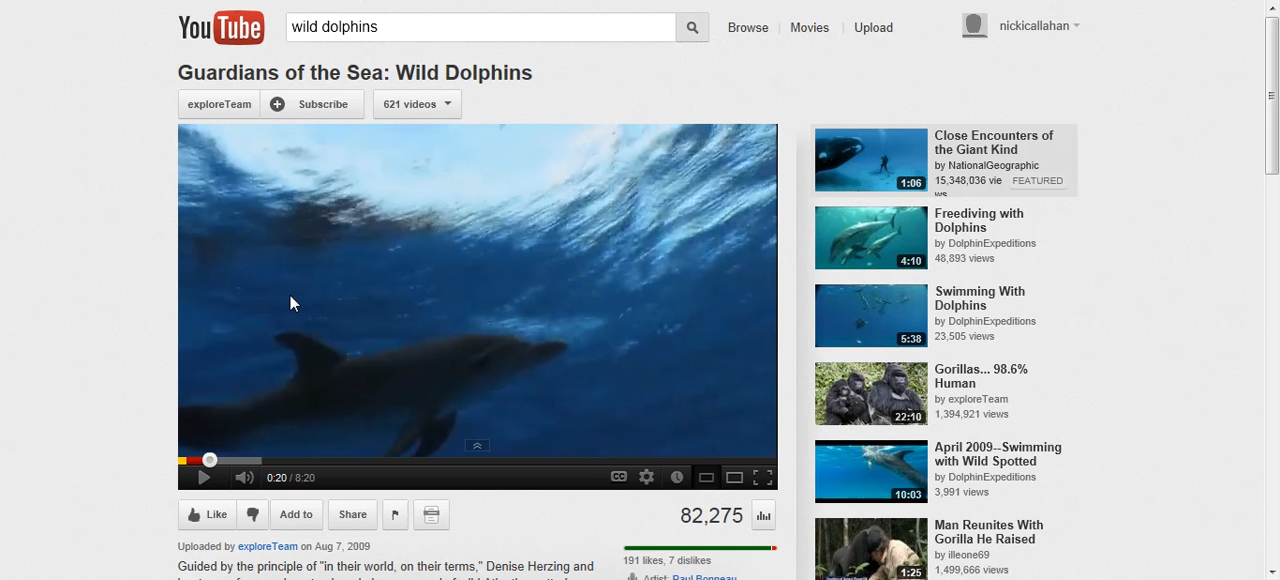 YouTube
wild dolphins
Browse
Movies
Upload
nickicallahan
Guardians of the Sea: Wild Dolphins
exploreTeam
Subscribe
621 videos
0:20 / 8:20
CC
Like
Add to
Share
82,275
Uploaded by exploreTeam on Aug 7, 2009
191 likes, 7 dislikes
Guided by the principle of "in their world, on their terms," Denise Herzing and
Artist: Paul Bonneau
Close Encounters of
the Giant Kind
by NationalGeographic
15,348,036 vie
ws
FEATURED
1:06
Freediving with
Dolphins
by DolphinExpeditions
48,893 views
4:10
Swimming With
Dolphins
by DolphinExpeditions
23,505 views
5:38
Gorillas... 98.6%
Human
by exploreTeam
1,394,921 views
22:10
April 2009--Swimming
with Wild Spotted
by DolphinExpeditions
3,991 views
10:03
Man Reunites With
Gorilla He Raised
by illeone69
1,499,666 views
1:25